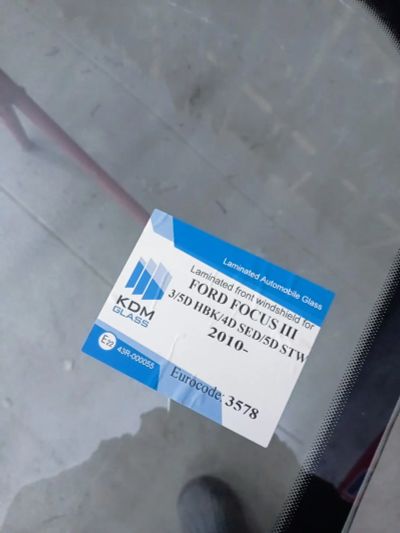 Laminated Automobile Glass
Laminated front windshield for
FORD FOCUS III
3/5D HBK/4D SED/5D STW
2010-
KDM
GLASS
E22 43R-000055
Eurocode: 3578